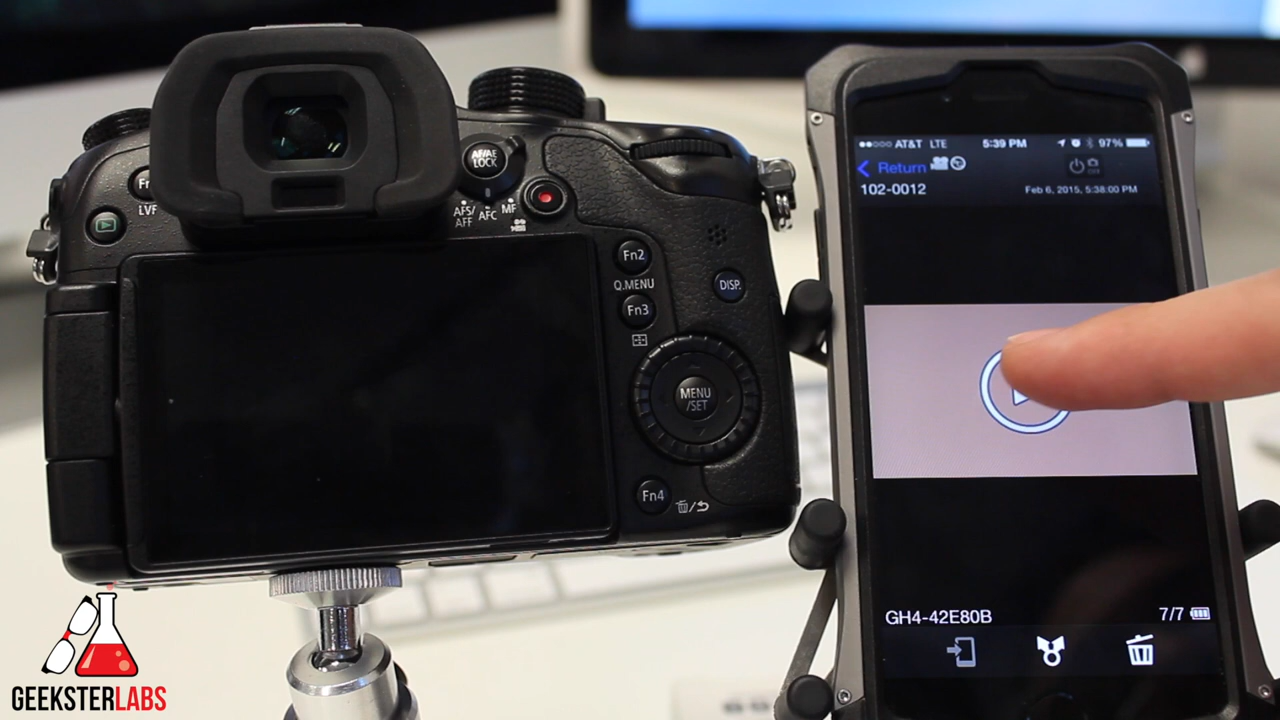 AF/AE
LOCK
Fn
LVF
AFS/
AFF
AFC
MF
Fn2
Q.MENU
DISP.
Fn3
MENU
/SET
Fn4
AT&T LTE
5:39 PM
97%
Return
102-0012
Feb 6, 2015, 5:38:00 PM
GH4-42E80B
7/7
GEEKSTERLABS